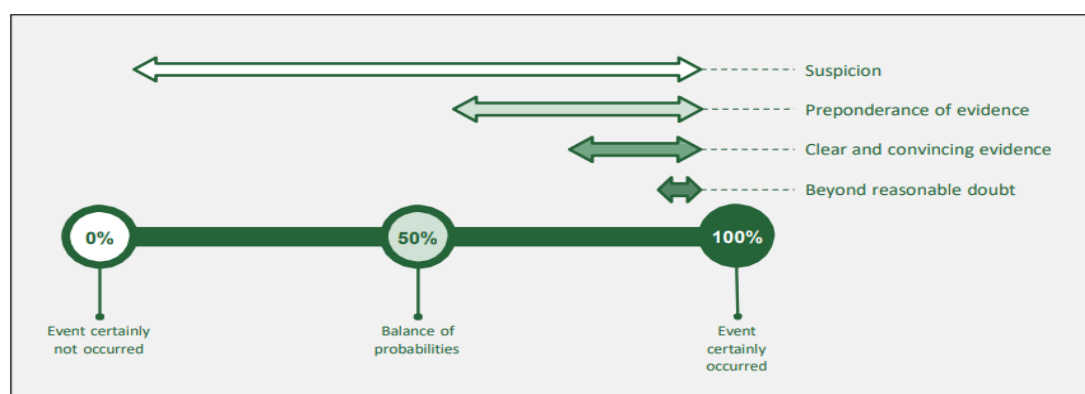 Suspicion
Preponderance of evidence
Clear and convincing evidence
Beyond reasonable doubt
0%
50%
100%
Event certainly
not occurred
Balance of
probabilities
Event
certainly
occurred